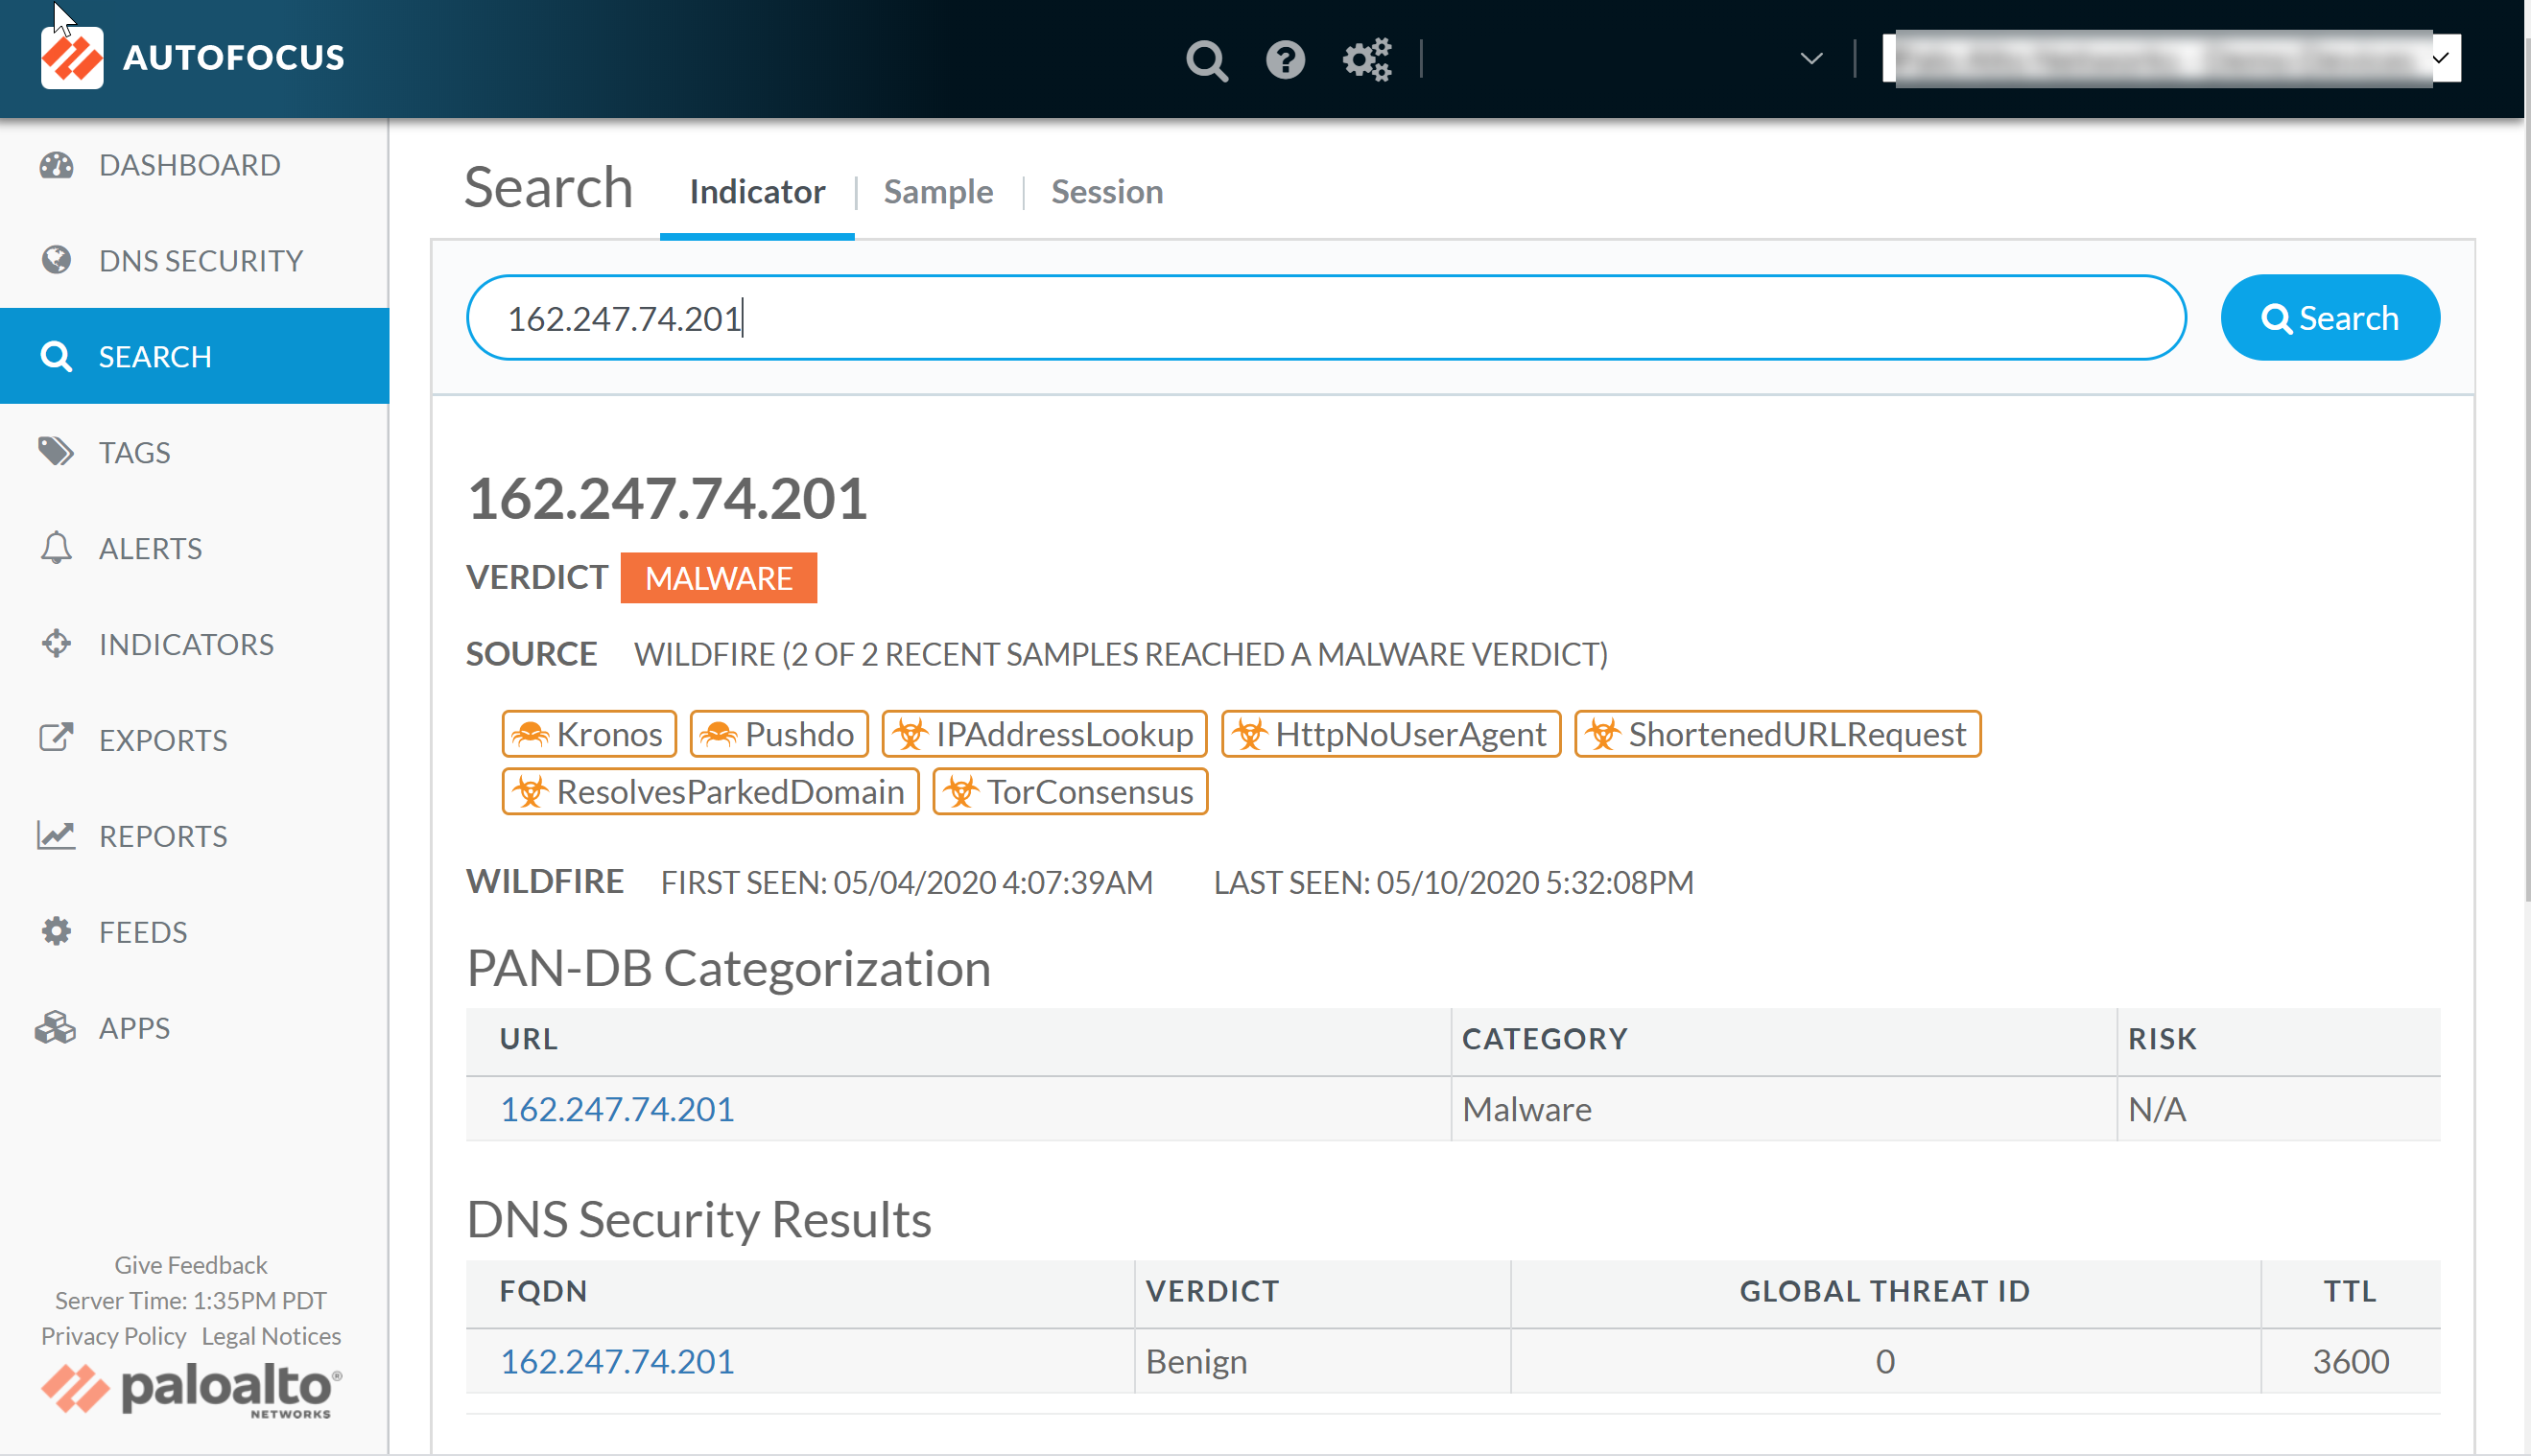 AUTOFOCUS
DASHBOARD
DNS SECURITY
SEARCH
TAGS
ALERTS
INDICATORS
EXPORTS
REPORTS
FEEDS
APPS
Give Feedback
Server Time: 1:35PM PDT
Privacy Policy Legal Notices
paloalto®
NETWORKS
Search Indicator Sample Session
162.247.74.201 Search
162.247.74.201
VERDICT MALWARE
SOURCE WILDFIRE (2 OF 2 RECENT SAMPLES REACHED A MALWARE VERDICT)
Kronos Pushdo IPAddressLookup HttpNoUserAgent ShortenedURLRequest
ResolvesParkedDomain TorConsensus
WILDFIRE FIRST SEEN: 05/04/2020 4:07:39AM LAST SEEN: 05/10/2020 5:32:08PM
PAN-DB Categorization
URL CATEGORY RISK
162.247.74.201 Malware N/A
DNS Security Results
FQDN VERDICT GLOBAL THREAT ID TTL
162.247.74.201 Benign 0 3600